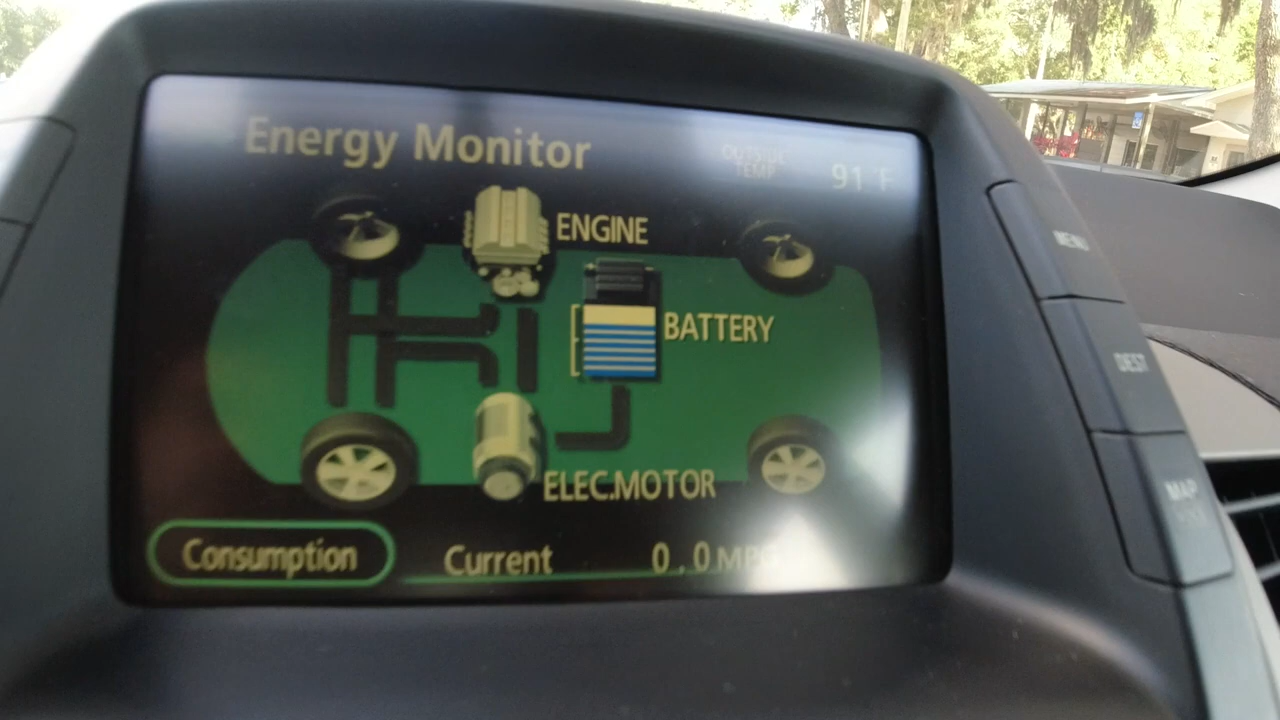 Energy Monitor
OUTSIDE
TEMP
91°F
ENGINE
BATTERY
ELEC.MOTOR
Consumption
Current
0.0 MPG
MENU
DEST
MAP